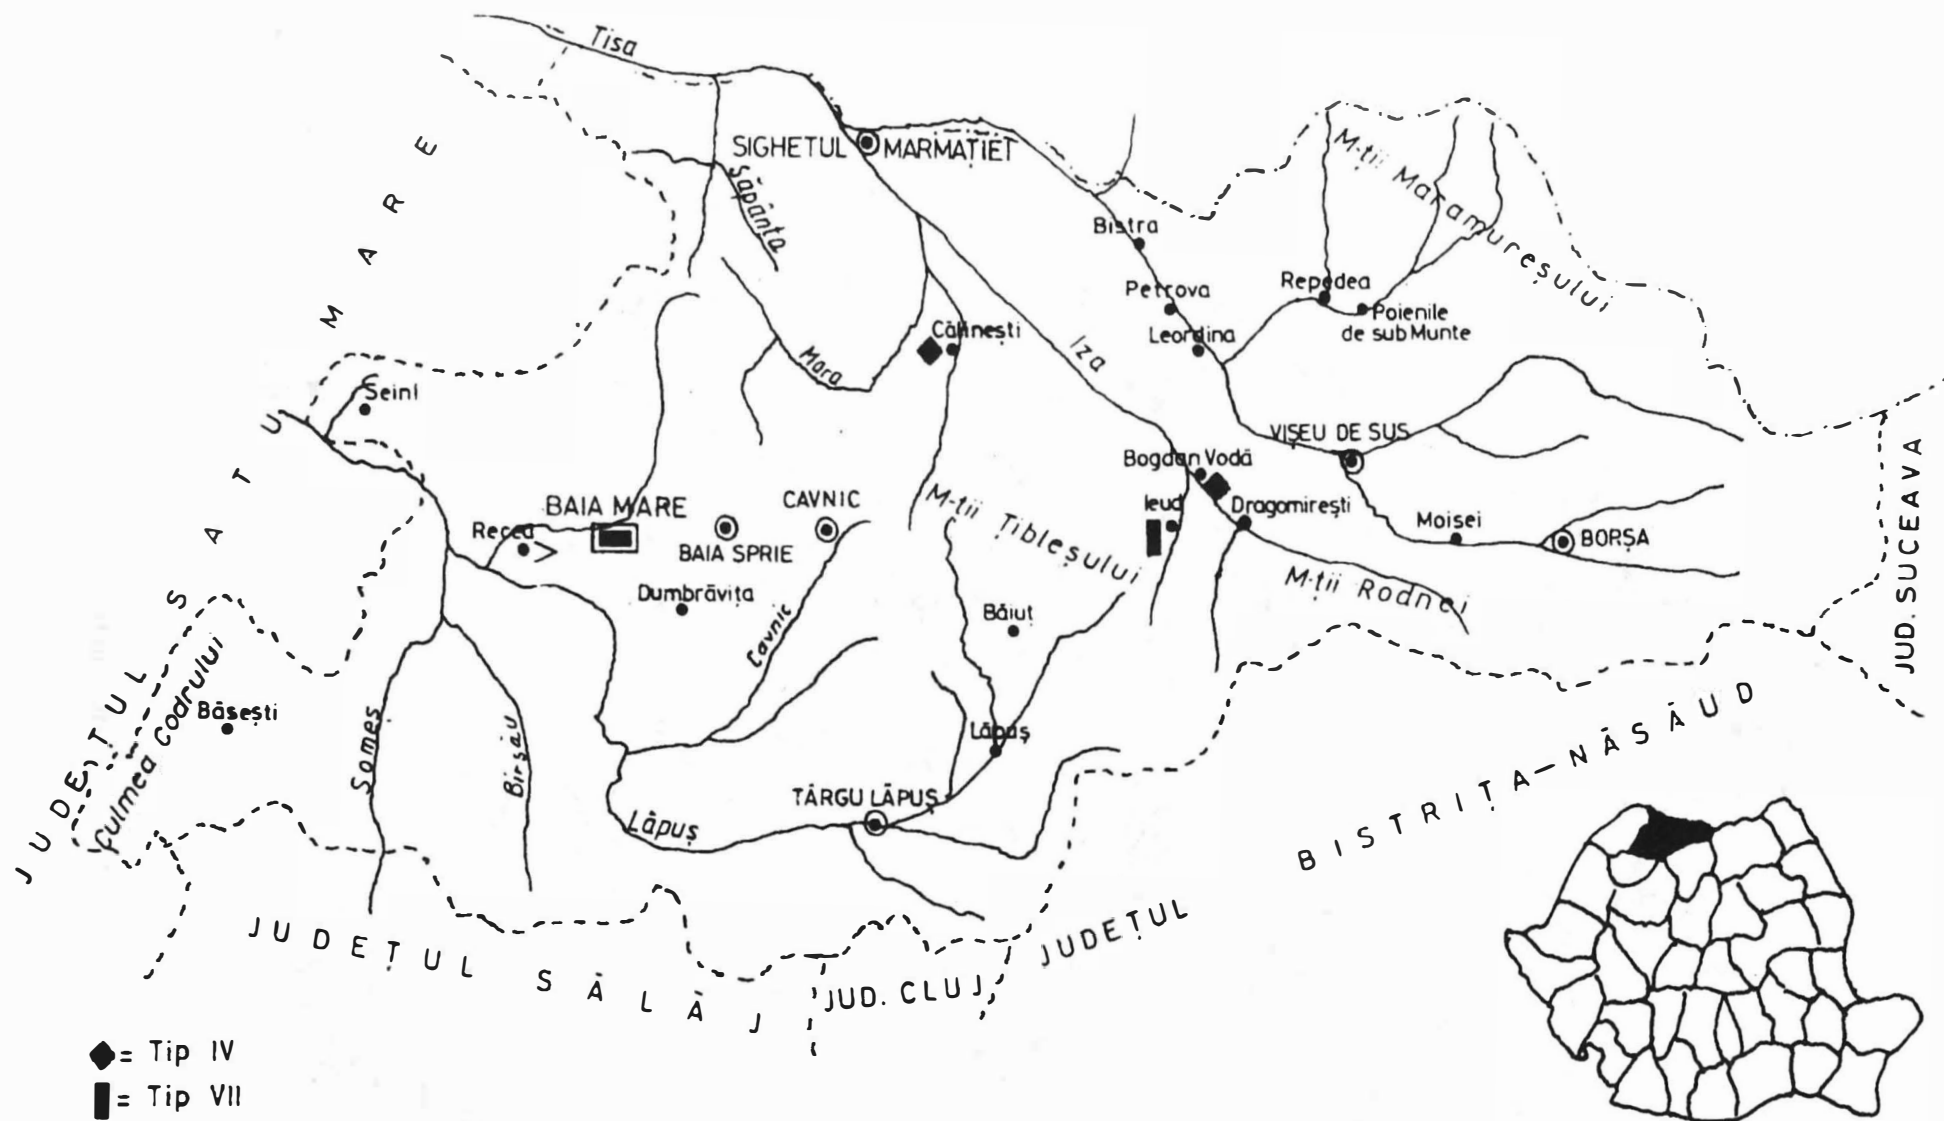 Tisa
SIGHETUL MARMAȚIEI
Săpânța
M-ții Maramureșului
Bistra
Petrova
Repedea
Poienile
de sub Munte
Leordina
Călinești
Mara
Iza
Seini
VIȘEU DE SUS
Bogdan Vodă
Ieud
Dragomirești
Moisei
BORȘA
BAIA MARE
CAVNIC
Recea
BAIA SPRIE
M-ții Țibleșului
M-ții Rodnei
Dumbrăvița
Băiuț
Cavnic
Culmea Codrului
Băsești
Someș
Birsău
Lăpuș
TÂRGU LĂPUȘ
Lăpuș
JUDEȚUL SATU MARE
JUD. SUCEAVA
JUDEȚUL BISTRIȚA-NĂSĂUD
JUDEȚUL SĂLĂJ
JUD. CLUJ
= Tip IV
= Tip VII